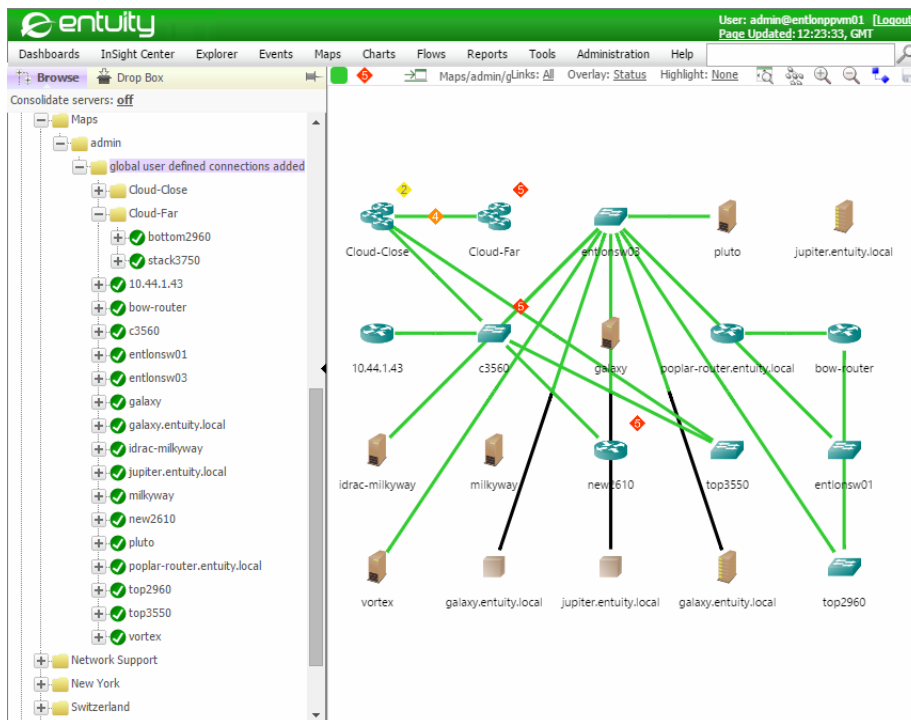 entuity
User: admin@entlonppvm01 [Logout
Page Updated: 12:23:33, GMT
Dashboards InSight Center Explorer Events Maps Charts Flows Reports Tools Administration Help
Browse Drop Box
5 Maps/admin/g Links: All Overlay: Status Highlight: None
Consolidate servers: off
Maps
admin
global user defined connections added
Cloud-Close
Cloud-Far
bottom2960
stack3750
10.44.1.43
bow-router
c3560
entlonsw01
entlonsw03
galaxy
galaxy.entuity.local
idrac-milkyway
jupiter.entuity.local
milkyway
new2610
pluto
poplar-router.entuity.local
top2960
top3550
vortex
Network Support
New York
Switzerland
2 5
4
Cloud-Close Cloud-Far entlonsw03 pluto jupiter.entuity.local
5
10.44.1.43 c3560 galaxy poplar-router.entuity.local bow-router
5
idrac-milkyway milkyway new2610 top3550 entlonsw01
vortex galaxy.entuity.local jupiter.entuity.local galaxy.entuity.local top2960